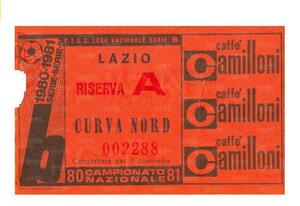 F.I.G.C. LEGA NAZIONALE SERIE B
1980-1981
LAZIO
RISERVA A
CURVA NORD
002288
Conservare per il controllo
6
80 CAMPIONATO 81
NAZIONALE
caffè
Camilloni
caffè
Camilloni
caffè
Camilloni